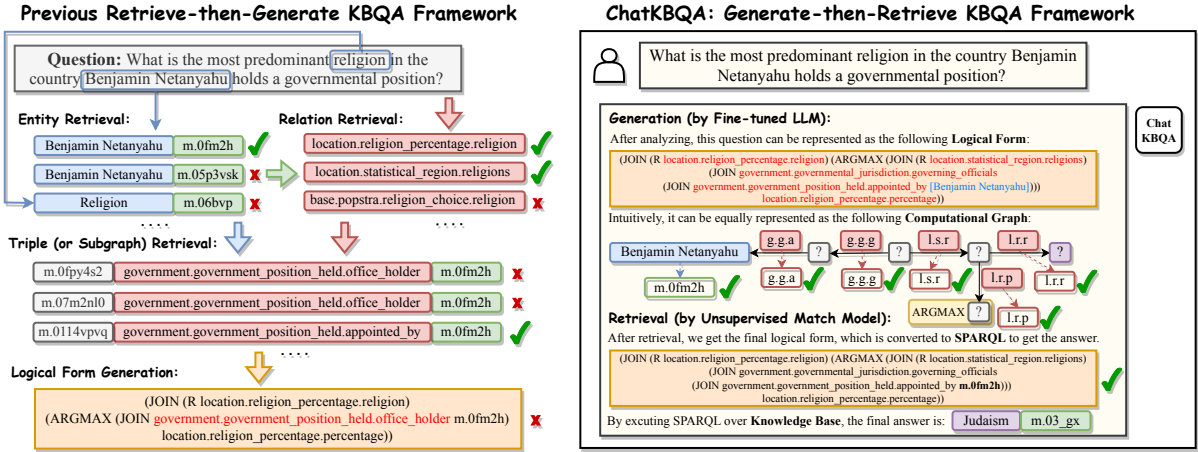 Previous Retrieve-then-Generate KBQA Framework
Question: What is the most predominant religion in the
country Benjamin Netanyahu holds a governmental position?
Entity Retrieval:
Benjamin Netanyahu m.0fm2h
Benjamin Netanyahu m.05p3vsk
Religion m.06bvp
....
Relation Retrieval:
location.religion_percentage.religion
location.statistical_region.religions
base.popstra.religion_choice.religion
....
Triple (or Subgraph) Retrieval:
m.0fpy4s2 government.government_position_held.office_holder m.0fm2h
m.07m2nl0 government.government_position_held.office_holder m.0fm2h
m.0114vpvq government.government_position_held.appointed_by m.0fm2h
....
Logical Form Generation:
(JOIN (R location.religion_percentage.religion)
(ARGMAX (JOIN government.government_position_held.office_holder m.0fm2h)
location.religion_percentage.percentage))
ChatKBQA: Generate-then-Retrieve KBQA Framework
What is the most predominant religion in the country Benjamin
Netanyahu holds a governmental position?
Chat
KBQA
Generation (by Fine-tuned LLM):
After analyzing, this question can be represented as the following Logical Form:
(JOIN (R location.religion_percentage.religion) (ARGMAX (JOIN (R location.statistical_region.religions)
(JOIN government.governmental_jurisdiction.governing_officials
(JOIN government.government_position_held.appointed_by [Benjamin Netanyahu])))
location.religion_percentage.percentage))
Intuitively, it can be equally represented as the following Computational Graph:
Benjamin Netanyahu g.g.a ? g.g.g ? l.s.r ? l.r.r ?
m.0fm2h g.g.a g.g.g l.s.r l.r.p l.r.r
ARGMAX ? l.r.p
Retrieval (by Unsupervised Match Model):
After retrieval, we get the final logical form, which is converted to SPARQL to get the answer.
(JOIN (R location.religion_percentage.religion) (ARGMAX (JOIN (R location.statistical_region.religions)
(JOIN government.governmental_jurisdiction.governing_officials
(JOIN government.government_position_held.appointed_by m.0fm2h)))
location.religion_percentage.percentage))
By excuting SPARQL over Knowledge Base, the final answer is: Judaism m.03_gx